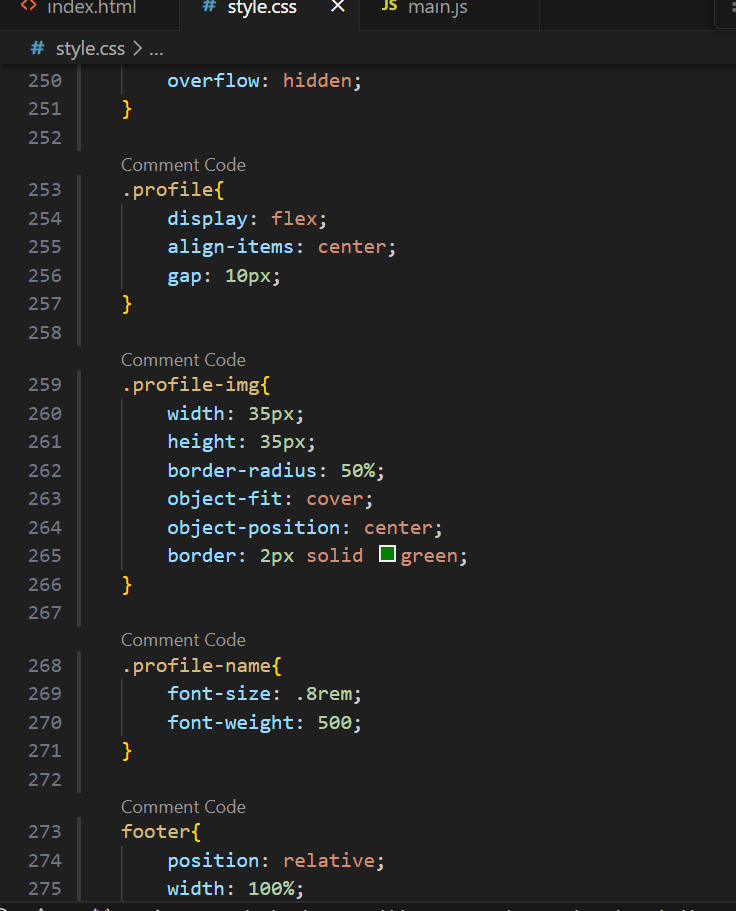 index.html # style.css × JS main.js
# style.css > ...
250 overflow: hidden;
251 }
252
Comment Code
253 .profile{
254 display: flex;
255 align-items: center;
256 gap: 10px;
257 }
258
Comment Code
259 .profile-img{
260 width: 35px;
261 height: 35px;
262 border-radius: 50%;
263 object-fit: cover;
264 object-position: center;
265 border: 2px solid green;
266 }
267
Comment Code
268 .profile-name{
269 font-size: .8rem;
270 font-weight: 500;
271 }
272
Comment Code
273 footer{
274 position: relative;
275 width: 100%;